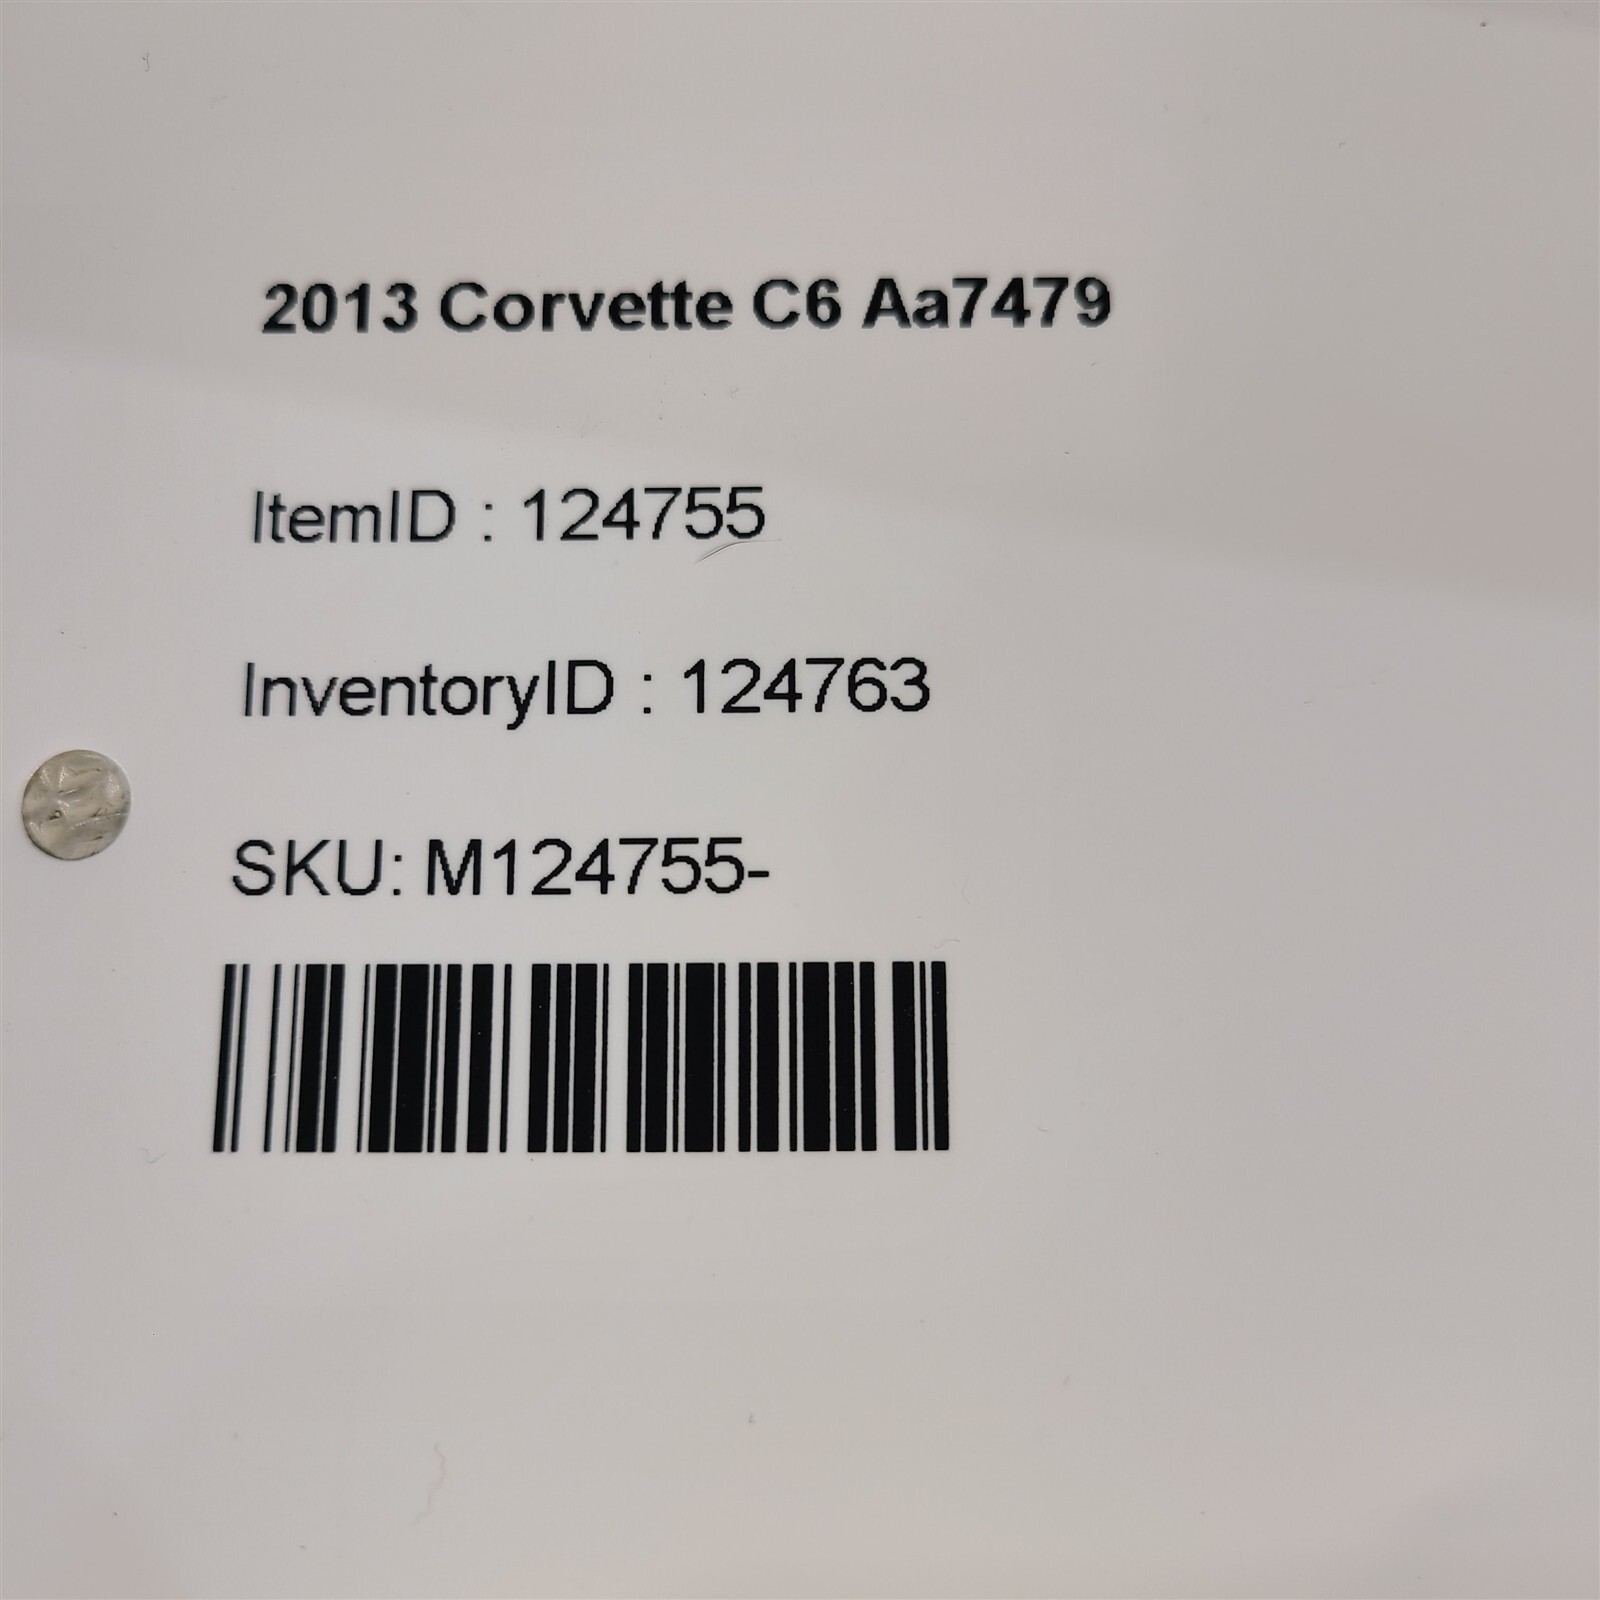 2013 Corvette C6 Aa7479
ItemID : 124755
InventoryID : 124763
SKU: M124755-